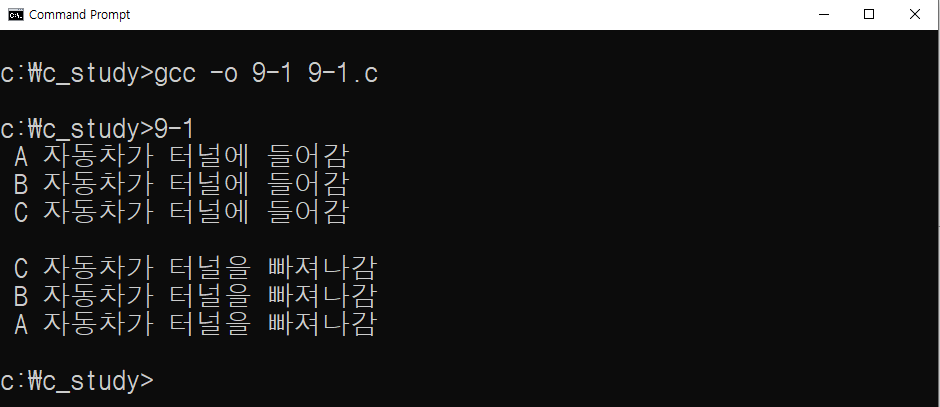 Command Prompt
c:₩c_study>gcc -o 9-1 9-1.c
c:₩c_study>9-1
A 자동차가 터널에 들어감
B 자동차가 터널에 들어감
C 자동차가 터널에 들어감
C 자동차가 터널을 빠져나감
B 자동차가 터널을 빠져나감
A 자동차가 터널을 빠져나감
c:₩c_study>